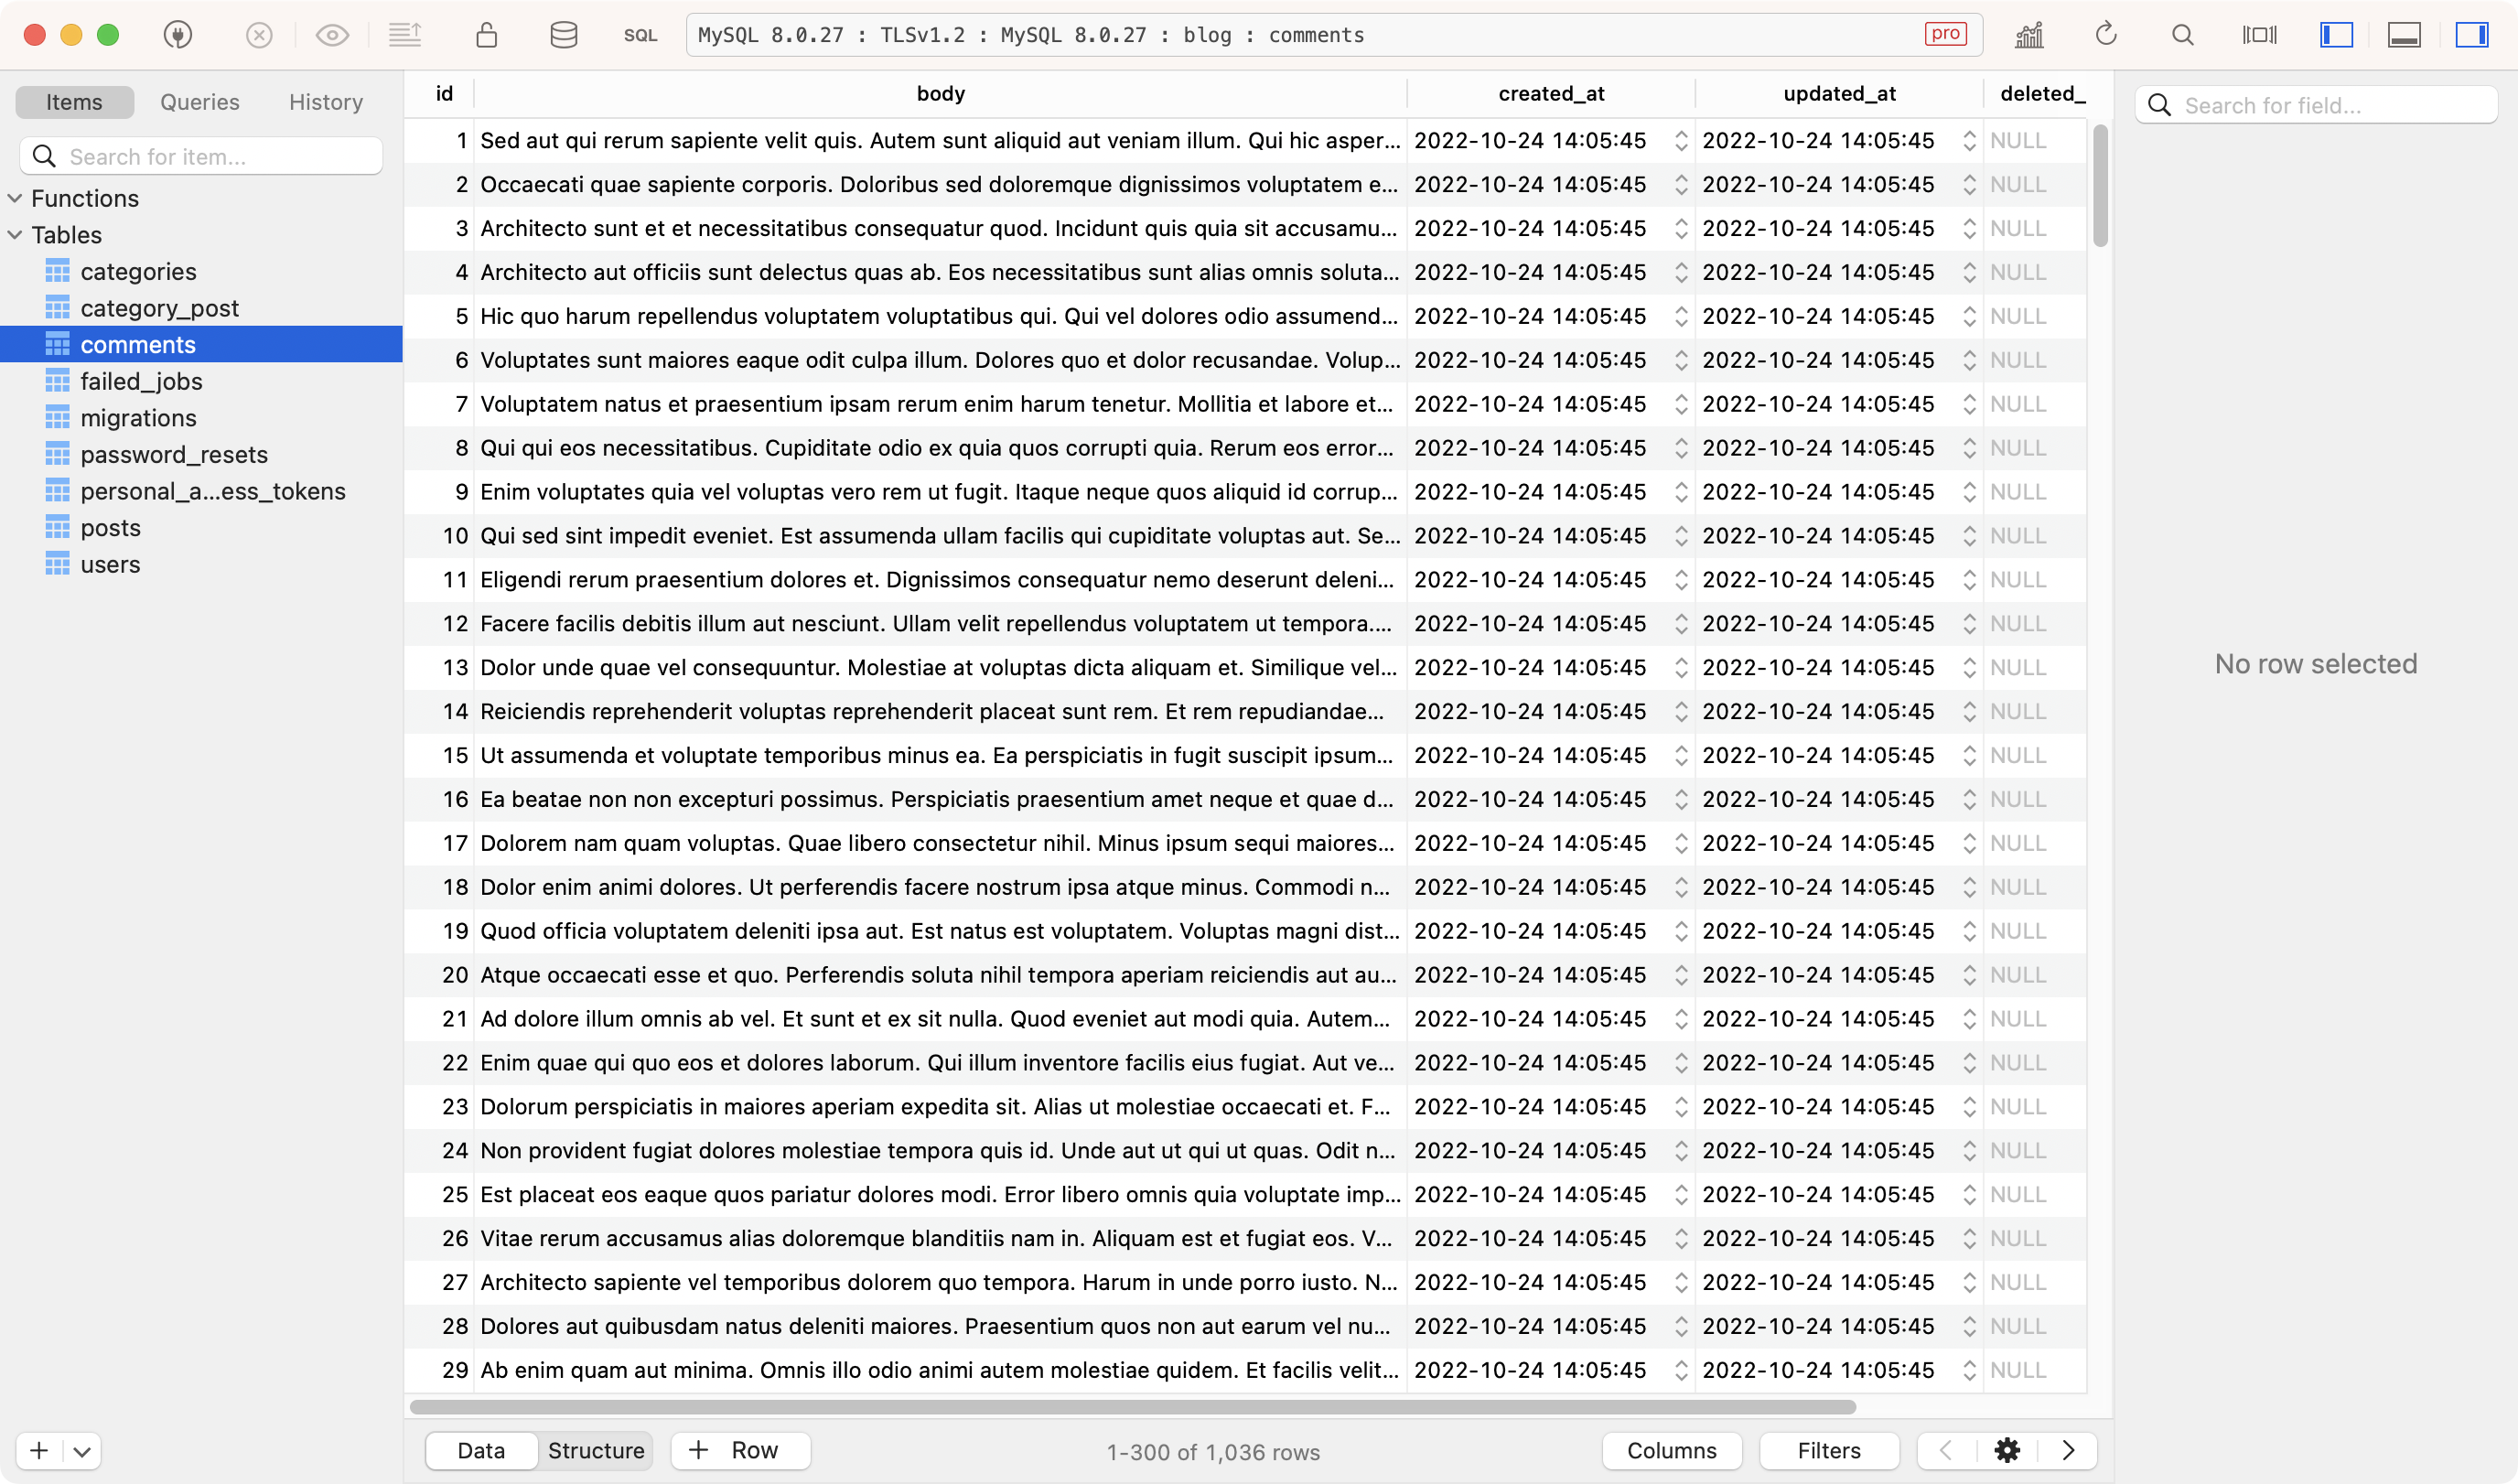 SQL MySQL 8.0.27 : TLSv1.2 : MySQL 8.0.27 : blog : comments pro
Items Queries History
Search for item...
Functions
Tables
categories
category_post
comments
failed_jobs
migrations
password_resets
personal_a...ess_tokens
posts
users
id body created_at updated_at deleted_
1 Sed aut qui rerum sapiente velit quis. Autem sunt aliquid aut veniam illum. Qui hic asper... 2022-10-24 14:05:45 2022-10-24 14:05:45 NULL
2 Occaecati quae sapiente corporis. Doloribus sed doloremque dignissimos voluptatem e... 2022-10-24 14:05:45 2022-10-24 14:05:45 NULL
3 Architecto sunt et et necessitatibus consequatur quod. Incidunt quis quia sit accusamu... 2022-10-24 14:05:45 2022-10-24 14:05:45 NULL
4 Architecto aut officiis sunt delectus quas ab. Eos necessitatibus sunt alias omnis soluta... 2022-10-24 14:05:45 2022-10-24 14:05:45 NULL
5 Hic quo harum repellendus voluptatem voluptatibus qui. Qui vel dolores odio assumend... 2022-10-24 14:05:45 2022-10-24 14:05:45 NULL
6 Voluptates sunt maiores eaque odit culpa illum. Dolores quo et dolor recusandae. Volup... 2022-10-24 14:05:45 2022-10-24 14:05:45 NULL
7 Voluptatem natus et praesentium ipsam rerum enim harum tenetur. Mollitia et labore et... 2022-10-24 14:05:45 2022-10-24 14:05:45 NULL
8 Qui qui eos necessitatibus. Cupiditate odio ex quia quos corrupti quia. Rerum eos error... 2022-10-24 14:05:45 2022-10-24 14:05:45 NULL
9 Enim voluptates quia vel voluptas vero rem ut fugit. Itaque neque quos aliquid id corrup... 2022-10-24 14:05:45 2022-10-24 14:05:45 NULL
10 Qui sed sint impedit eveniet. Est assumenda ullam facilis qui cupiditate voluptas aut. Se... 2022-10-24 14:05:45 2022-10-24 14:05:45 NULL
11 Eligendi rerum praesentium dolores et. Dignissimos consequatur nemo deserunt deleni... 2022-10-24 14:05:45 2022-10-24 14:05:45 NULL
12 Facere facilis debitis illum aut nesciunt. Ullam velit repellendus voluptatem ut tempora.... 2022-10-24 14:05:45 2022-10-24 14:05:45 NULL
13 Dolor unde quae vel consequuntur. Molestiae at voluptas dicta aliquam et. Similique vel... 2022-10-24 14:05:45 2022-10-24 14:05:45 NULL
14 Reiciendis reprehenderit voluptas reprehenderit placeat sunt rem. Et rem repudiandae... 2022-10-24 14:05:45 2022-10-24 14:05:45 NULL
15 Ut assumenda et voluptate temporibus minus ea. Ea perspiciatis in fugit suscipit ipsum... 2022-10-24 14:05:45 2022-10-24 14:05:45 NULL
16 Ea beatae non non excepturi possimus. Perspiciatis praesentium amet neque et quae d... 2022-10-24 14:05:45 2022-10-24 14:05:45 NULL
17 Dolorem nam quam voluptas. Quae libero consectetur nihil. Minus ipsum sequi maiores... 2022-10-24 14:05:45 2022-10-24 14:05:45 NULL
18 Dolor enim animi dolores. Ut perferendis facere nostrum ipsa atque minus. Commodi n... 2022-10-24 14:05:45 2022-10-24 14:05:45 NULL
19 Quod officia voluptatem deleniti ipsa aut. Est natus est voluptatem. Voluptas magni dist... 2022-10-24 14:05:45 2022-10-24 14:05:45 NULL
20 Atque occaecati esse et quo. Perferendis soluta nihil tempora aperiam reiciendis aut au... 2022-10-24 14:05:45 2022-10-24 14:05:45 NULL
21 Ad dolore illum omnis ab vel. Et sunt et ex sit nulla. Quod eveniet aut modi quia. Autem... 2022-10-24 14:05:45 2022-10-24 14:05:45 NULL
22 Enim quae qui quo eos et dolores laborum. Qui illum inventore facilis eius fugiat. Aut ve... 2022-10-24 14:05:45 2022-10-24 14:05:45 NULL
23 Dolorum perspiciatis in maiores aperiam expedita sit. Alias ut molestiae occaecati et. F... 2022-10-24 14:05:45 2022-10-24 14:05:45 NULL
24 Non provident fugiat dolores molestiae tempora quis id. Unde aut ut qui ut quas. Odit n... 2022-10-24 14:05:45 2022-10-24 14:05:45 NULL
25 Est placeat eos eaque quos pariatur dolores modi. Error libero omnis quia voluptate imp... 2022-10-24 14:05:45 2022-10-24 14:05:45 NULL
26 Vitae rerum accusamus alias doloremque blanditiis nam in. Aliquam est et fugiat eos. V... 2022-10-24 14:05:45 2022-10-24 14:05:45 NULL
27 Architecto sapiente vel temporibus dolorem quo tempora. Harum in unde porro iusto. N... 2022-10-24 14:05:45 2022-10-24 14:05:45 NULL
28 Dolores aut quibusdam natus deleniti maiores. Praesentium quos non aut earum vel nu... 2022-10-24 14:05:45 2022-10-24 14:05:45 NULL
29 Ab enim quam aut minima. Omnis illo odio animi autem molestiae quidem. Et facilis velit... 2022-10-24 14:05:45 2022-10-24 14:05:45 NULL
Search for field...
No row selected
Data Structure + Row 1-300 of 1,036 rows Columns Filters